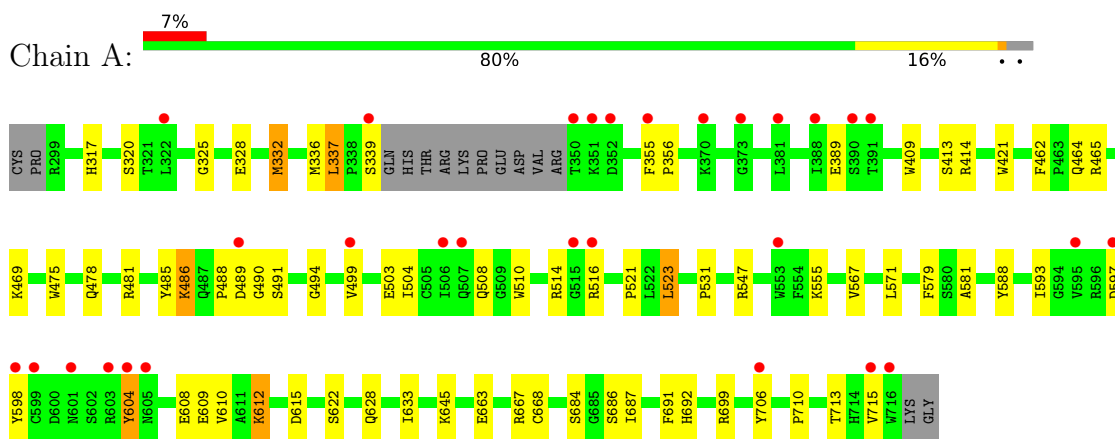 7%
Chain A:
80% 16% • •
CYS PRO R299 H317 S320 T321 L322 G325 E328 M332 M336 L337 P338 S339 GLN HIS THR ARG LYS PRO GLU ASP VAL ARG T350 K351 D352 F355 P356 K370 G373 L381 I388 E389 S390 T391 W409 S413 R414 W421 F462 P463 Q464 R465
K469 W475 Q478 R481 Y485 K486 Q487 P488 D489 G490 S491 G494 V499 E503 I504 C505 I506 Q507 Q508 G509 W510 R514 G515 R516 P521 L522 L523 P531 R547 W553 F554 K555 V567 L571 F579 S580 A581 Y588 I593 G594 V595 R596 D597
Y598 C599 D600 N601 S602 R603 Y604 N605 E608 E609 V610 A611 K612 D615 S622 Q628 I633 K645 E663 R667 C668 S684 G685 S686 I687 F691 H692 R699 Y706 P710 T713 H714 V715 W716 LYS GLY